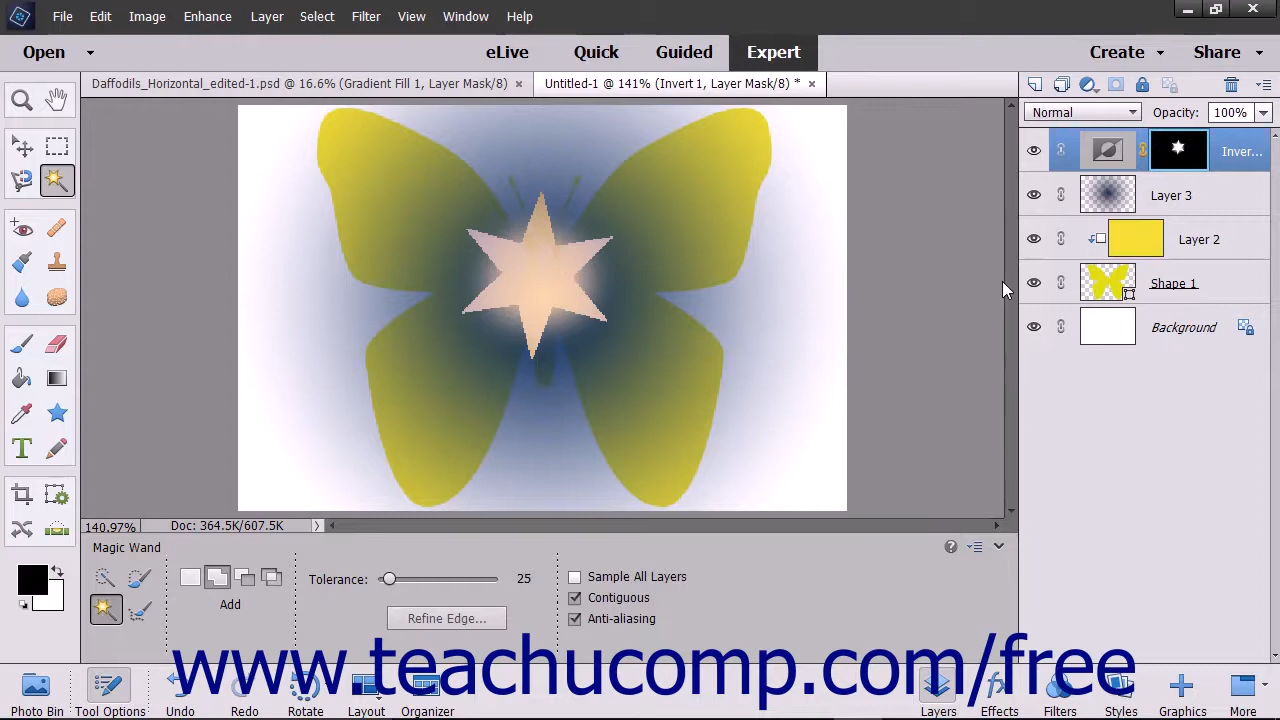 File Edit Image Enhance Layer Select Filter View Window Help
Open eLive Quick Guided Expert Create Share
Daffodils_Horizontal_edited-1.psd @ 16.6% (Gradient Fill 1, Layer Mask/8) × Untitled-1 @ 141% (Invert 1, Layer Mask/8) * ×
Normal Opacity: 100%
Inver...
Layer 3
Layer 2
Shape 1
Background
140.97% Doc: 364.5K/607.5K
Magic Wand
Tolerance: 25
Add
Refine Edge...
Sample All Layers
Contiguous
Anti-aliasing
www.teachucomp.com/free
Photo Bin Tool Options Undo Redo Rotate Layout Organizer Layers Effects Filters Styles Graphics More